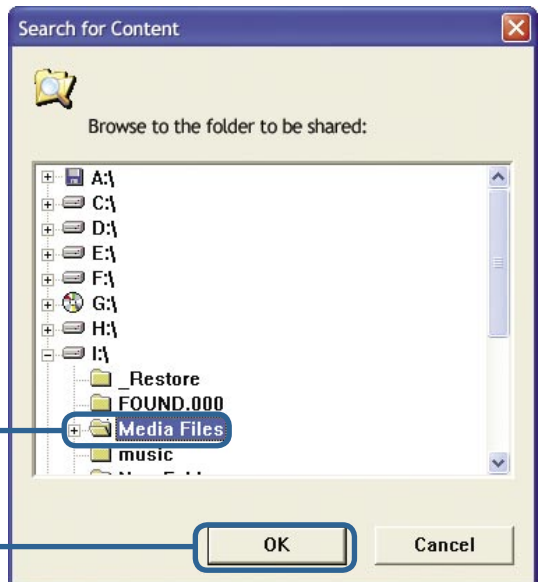 Search for Content
Browse to the folder to be shared:
A:\
C:\
D:\
E:\
F:\
G:\
H:\
I:\
_Restore
FOUND.000
Media Files
music
OK Cancel